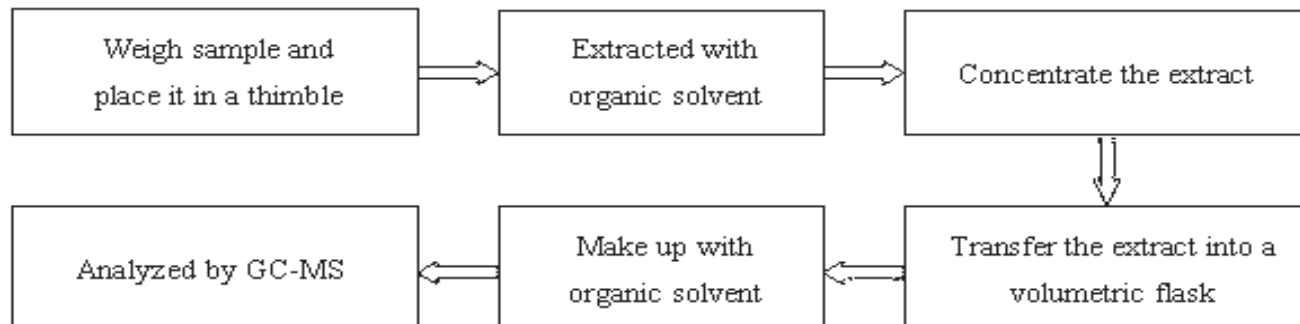 Weigh sample and
place it in a thimble
Extracted with
organic solvent
Concentrate the extract
Transfer the extract into a
volumetric flask
Make up with
organic solvent
Analyzed by GC-MS